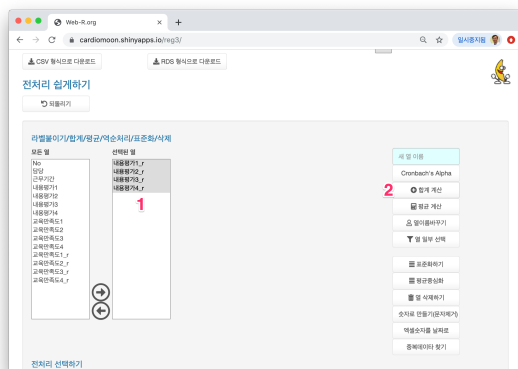 Web-R.org
cardiomoon.shinyapps.io/reg3/
일시중지됨
CSV 형식으로 다운로드
RDS 형식으로 다운로드
전처리 쉽게하기
되돌리기
라벨붙이기/합계/평균/역순처리/표준화/삭제
모든 열
선택된 열
No
담당
근무기간
내용평가1
내용평가2
내용평가3
내용평가4
교육만족도1
교육만족도2
교육만족도3
교육만족도4
교육만족도1_r
교육만족도2_r
교육만족도3_r
교육만족도4_r
내용평가1_r
내용평가2_r
내용평가3_r
내용평가4_r
1
새 열 이름
Cronbach's Alpha
2
합계 계산
평균 계산
열이름바꾸기
열 일부 선택
표준화하기
평균중심화
열 삭제하기
숫자로 만들기(문자제거)
엑셀숫자를 날짜로
중복데이타 찾기
전처리 선택하기